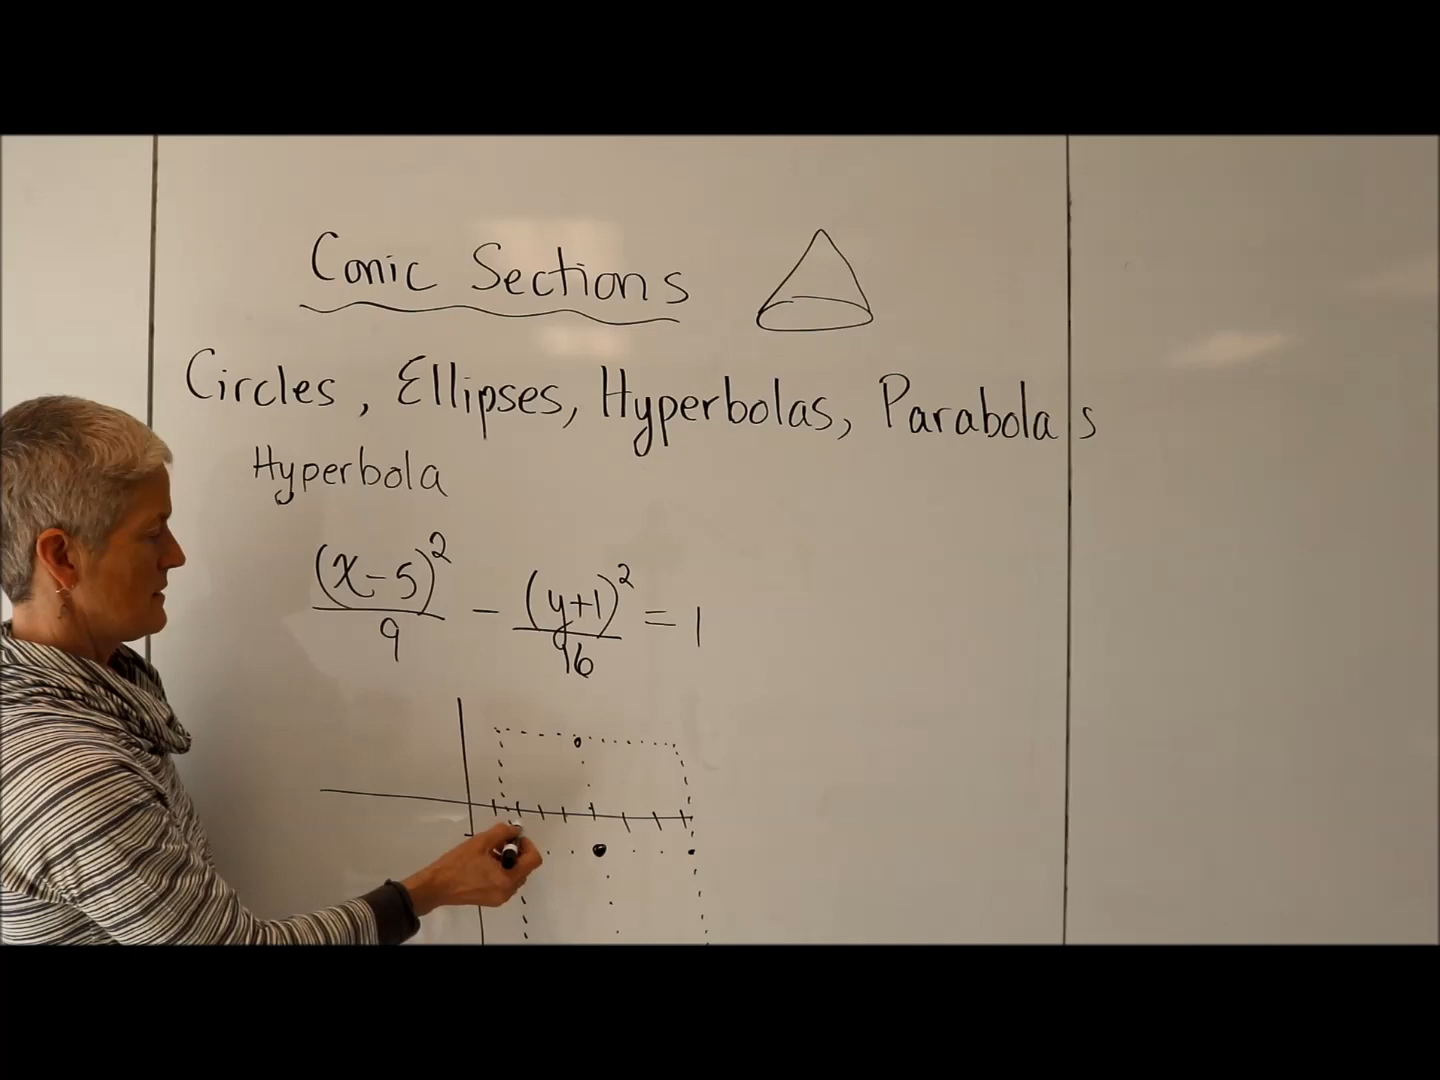 Conic Sections
Circles, Ellipses, Hyperbolas, Parabolas
Hyperbola
(x-5)²/9 - (y+1)²/16 = 1